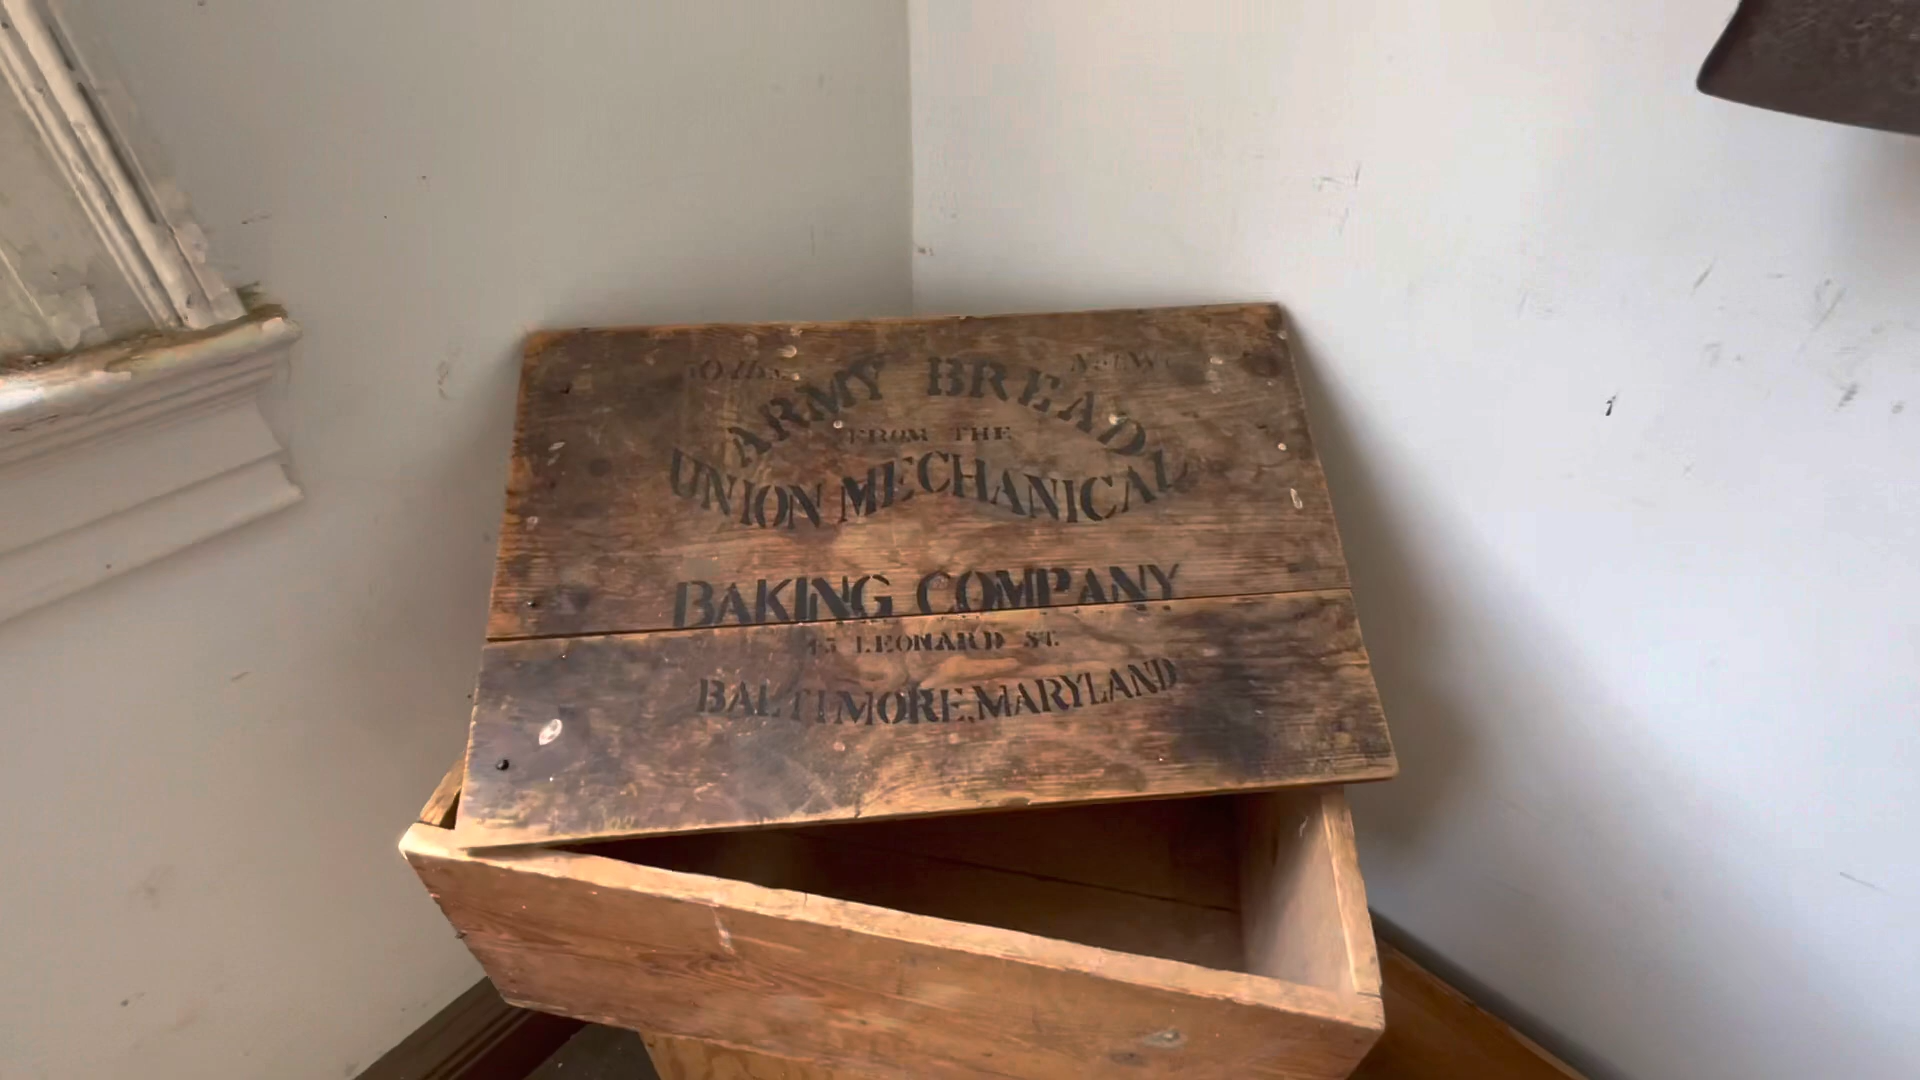 ARMY BREAD
FROM THE
UNION MECHANICAL
BAKING COMPANY
LEONARD ST.
BALTIMORE, MARYLAND